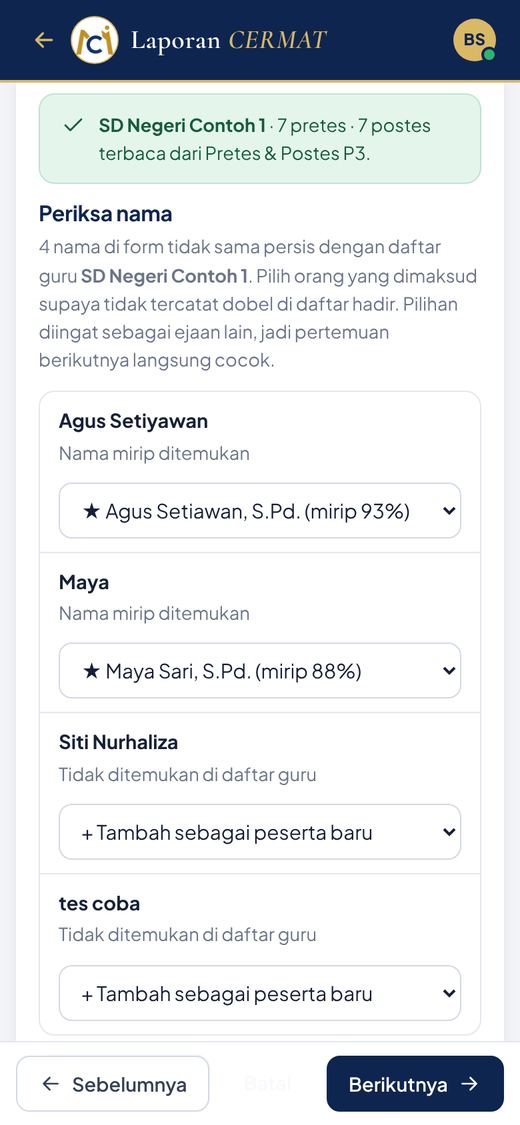 Laporan CERMAT
BS
SD Negeri Contoh 1 · 7 pretes · 7 postes
terbaca dari Pretes & Postes P3.
Periksa nama
4 nama di form tidak sama persis dengan daftar
guru SD Negeri Contoh 1. Pilih orang yang dimaksud
supaya tidak tercatat dobel di daftar hadir. Pilihan
diingat sebagai ejaan lain, jadi pertemuan
berikutnya langsung cocok.
Agus Setiyawan
Nama mirip ditemukan
★ Agus Setiawan, S.Pd. (mirip 93%)
Maya
Nama mirip ditemukan
★ Maya Sari, S.Pd. (mirip 88%)
Siti Nurhaliza
Tidak ditemukan di daftar guru
+ Tambah sebagai peserta baru
tes coba
Tidak ditemukan di daftar guru
+ Tambah sebagai peserta baru
← Sebelumnya
Batal
Berikutnya →